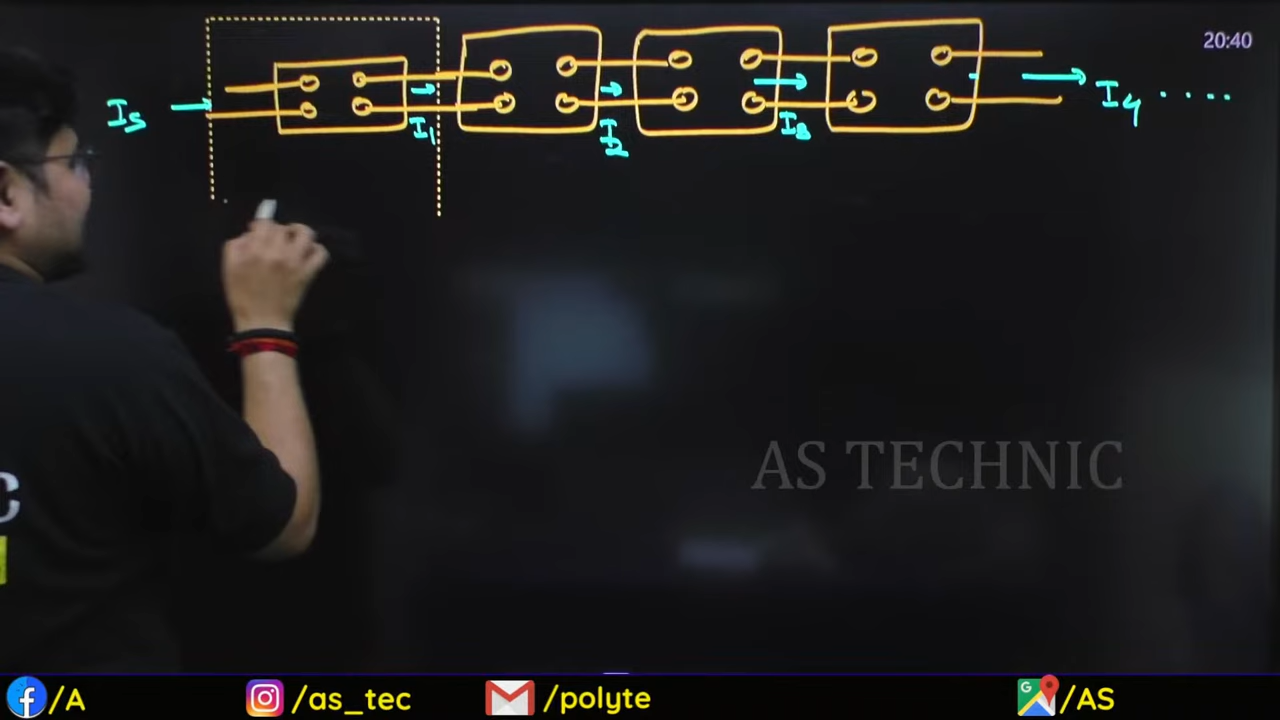 20:40
Is
I1
I2
I3
I4 ....
AS TECHNIC
C
/A
/as_tec
/polyte
/AS